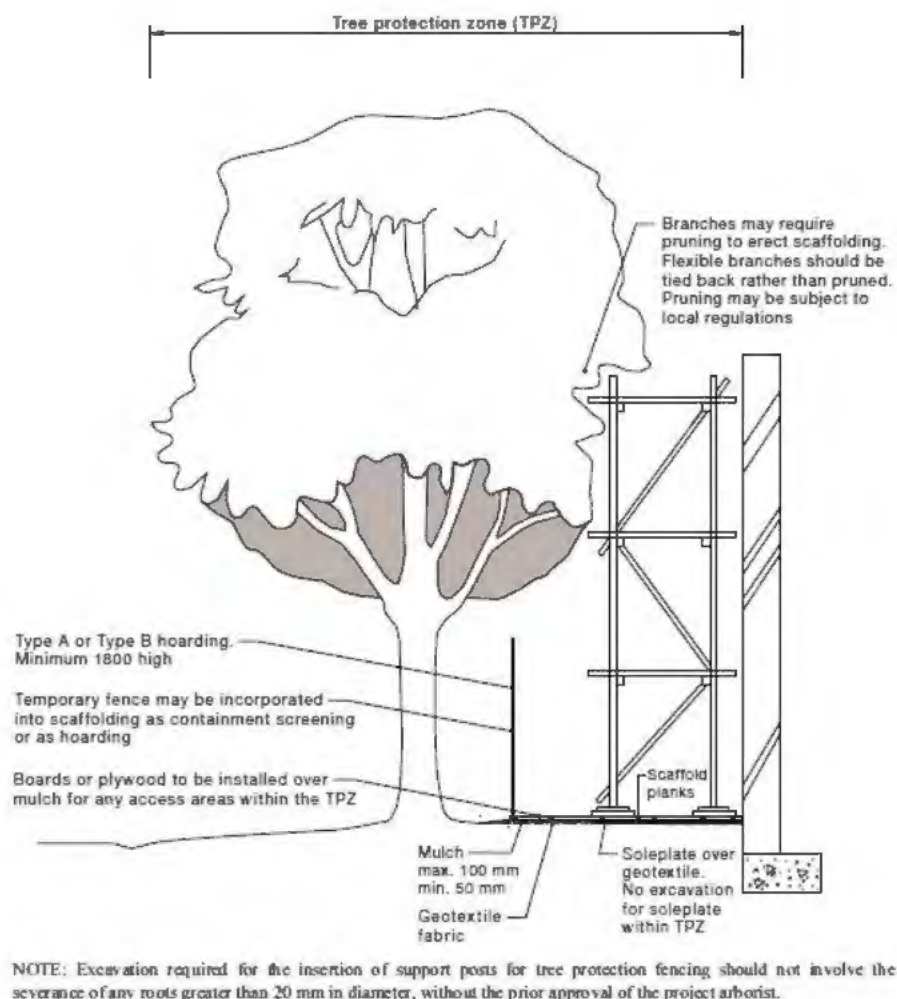 Tree protection zone (TPZ)
Branches may require
pruning to erect scaffolding.
Flexible branches should be
tied back rather than pruned.
Pruning may be subject to
local regulations
Type A or Type B hoarding.
Minimum 1800 high
Temporary fence may be incorporated
into scaffolding as containment screening
or as hoarding
Boards or plywood to be installed over
mulch for any access areas within the TPZ
Scaffold
planks
Mulch
max. 100 mm
min. 50 mm
Geotextile
fabric
Soleplate over
geotextile.
No excavation
for soleplate
within TPZ
NOTE: Excavation required for the insertion of support posts for tree protection fencing should not involve the
severance of any roots greater than 20 mm in diameter, without the prior approval of the project arborist.